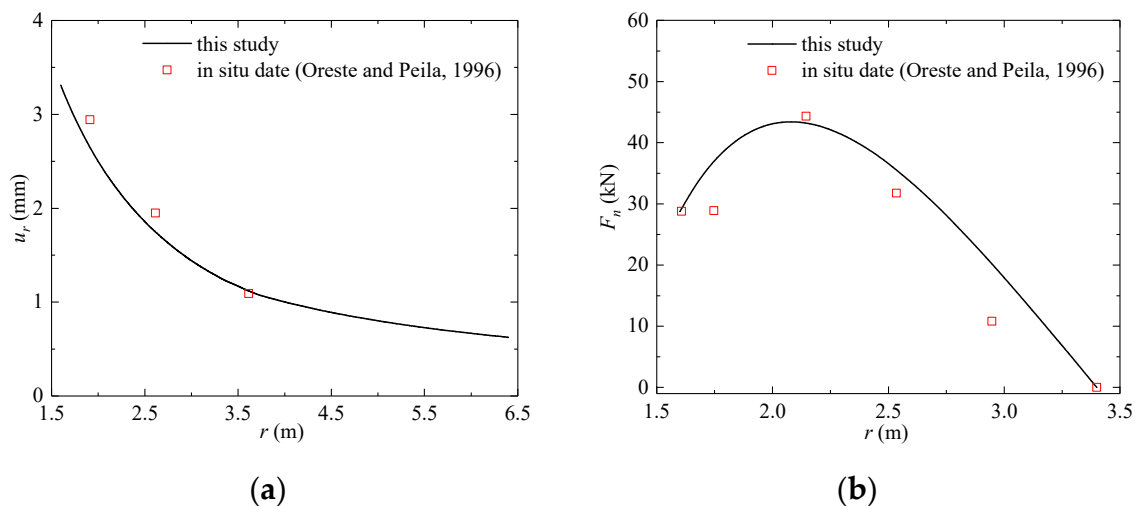 4
3
2
1
0
u_r (mm)
this study
in situ date (Oreste and Peila, 1996)
1.5 2.5 3.5 4.5 5.5 6.5
r (m)
(a)
60
50
40
30
20
10
0
F_n (kN)
this study
in situ date (Oreste and Peila, 1996)
1.5 2.0 2.5 3.0 3.5
r (m)
(b)